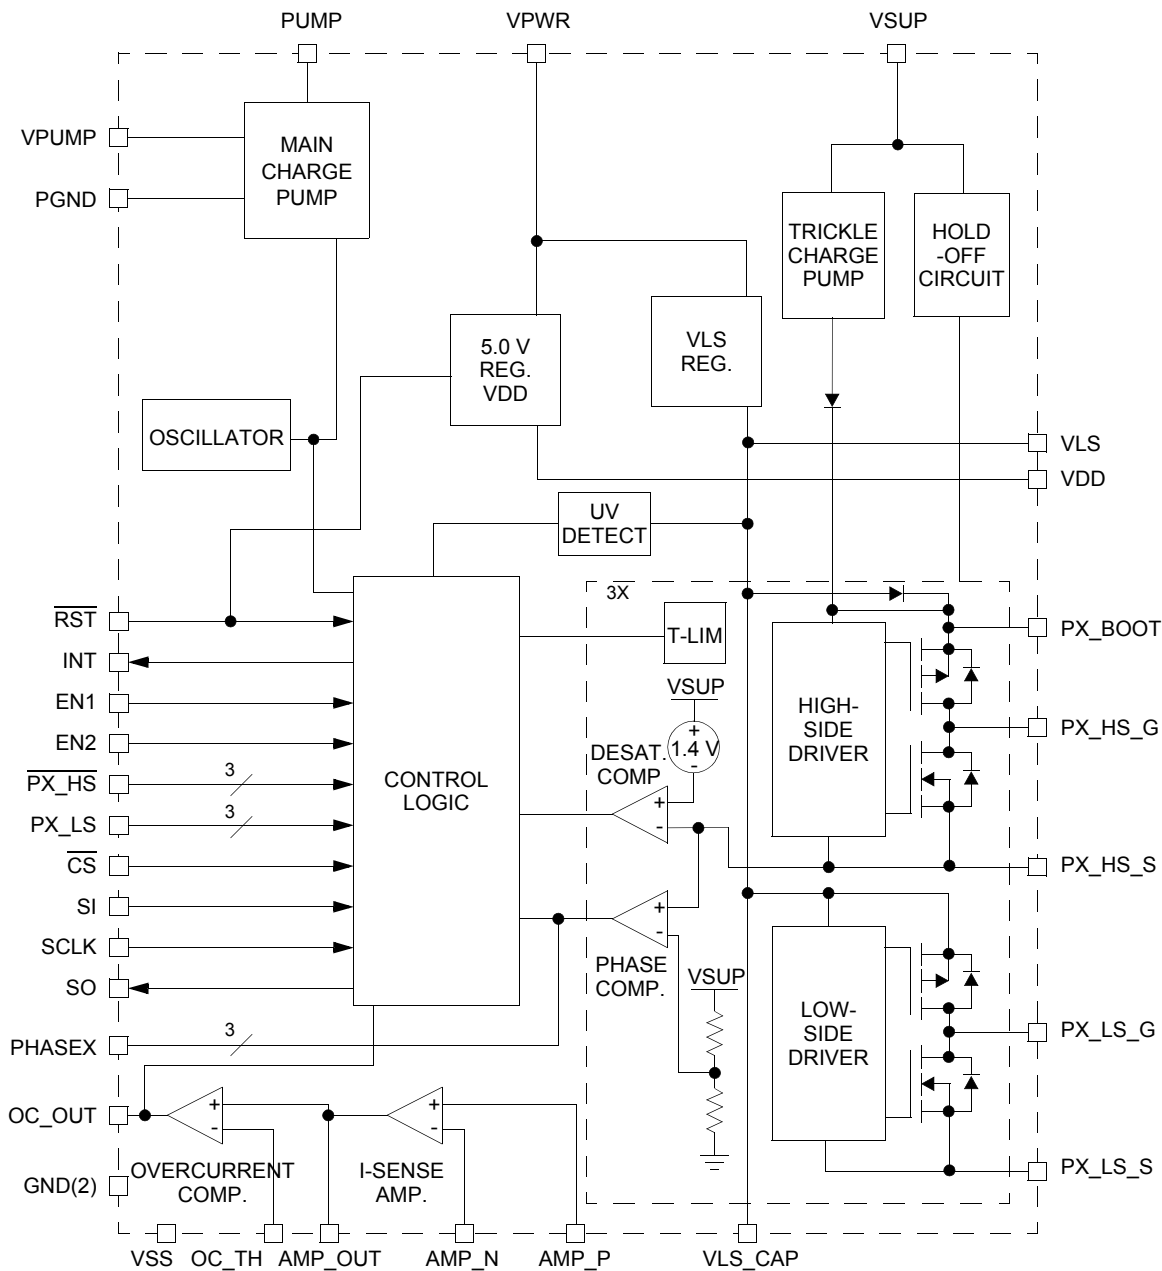 PUMP
VPWR
VSUP
VPUMP
PGND
MAIN
CHARGE
PUMP
TRICKLE
CHARGE
PUMP
HOLD
-OFF
CIRCUIT
5.0 V
REG.
VDD
VLS
REG.
OSCILLATOR
VLS
VDD
UV
DETECT
3X
T-LIM
R̅S̅T̅
INT
EN1
EN2
P̅X̅_̅H̅S̅
3
PX_LS
3
C̅S̅
SI
SCLK
SO
PHASEX
3
OC_OUT
GND(2)
CONTROL
LOGIC
VSUP
+
1.4 V
-
DESAT.
COMP
+
-
+
-
PHASE
COMP.
VSUP
HIGH-
SIDE
DRIVER
LOW-
SIDE
DRIVER
PX_BOOT
PX_HS_G
PX_HS_S
PX_LS_G
PX_LS_S
+
-
OVERCURRENT
COMP.
+
-
I-SENSE
AMP.
VSS
OC_TH
AMP_OUT
AMP_N
AMP_P
VLS_CAP